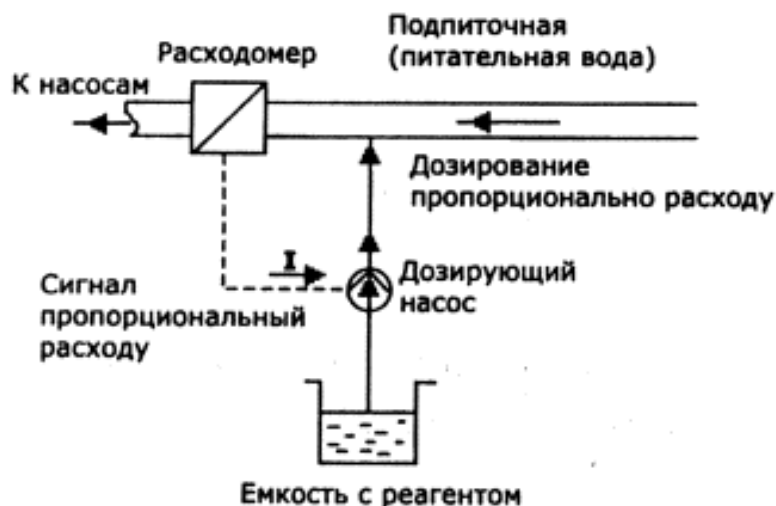 Расходомер
Подпиточная
(питательная вода)
К насосам
Дозирование
пропорционально расходу
I
Дозирующий
насос
Сигнал
пропорциональный
расходу
Емкость с реагентом